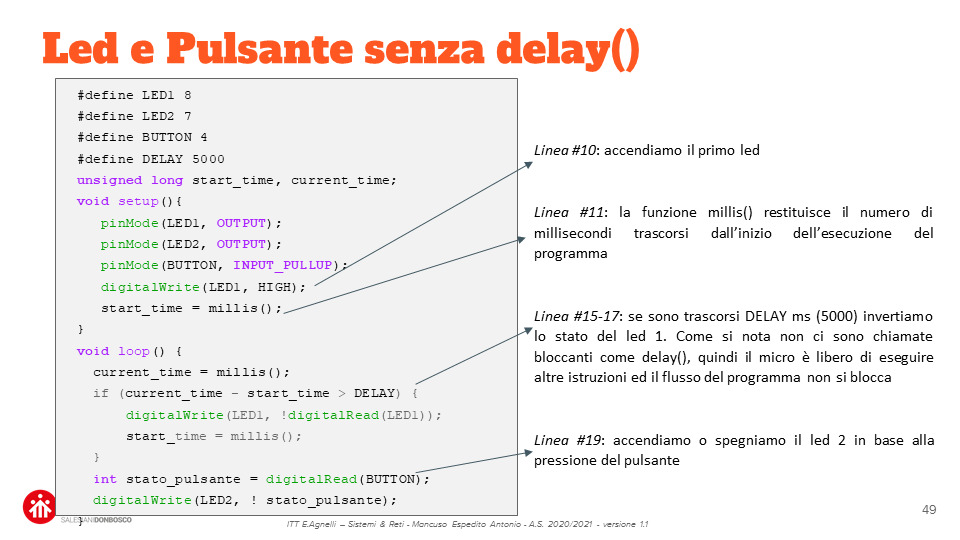 Led e Pulsante senza delay()
#define LED1 8
#define LED2 7
#define BUTTON 4
#define DELAY 5000
unsigned long start_time, current_time;
void setup(){
pinMode(LED1, OUTPUT);
pinMode(LED2, OUTPUT);
pinMode(BUTTON, INPUT_PULLUP);
digitalWrite(LED1, HIGH);
start_time = millis();
}
void loop() {
current_time = millis();
if (current_time - start_time > DELAY) {
digitalWrite(LED1, !digitalRead(LED1));
start_time = millis();
}
int stato_pulsante = digitalRead(BUTTON);
digitalWrite(LED2, ! stato_pulsante);
}
Linea #10: accendiamo il primo led
Linea #11: la funzione millis() restituisce il numero di
millisecondi trascorsi dall'inizio dell'esecuzione del
programma
Linea #15-17: se sono trascorsi DELAY ms (5000) invertiamo
lo stato del led 1. Come si nota non ci sono chiamate
bloccanti come delay(), quindi il micro è libero di eseguire
altre istruzioni ed il flusso del programma non si blocca
Linea #19: accendiamo o spegniamo il led 2 in base alla
pressione del pulsante
SALESIANIDONBOSCO
ITT E.Agnelli – Sistemi & Reti - Mancuso Espedito Antonio - A.S. 2020/2021 - versione 1.1
49